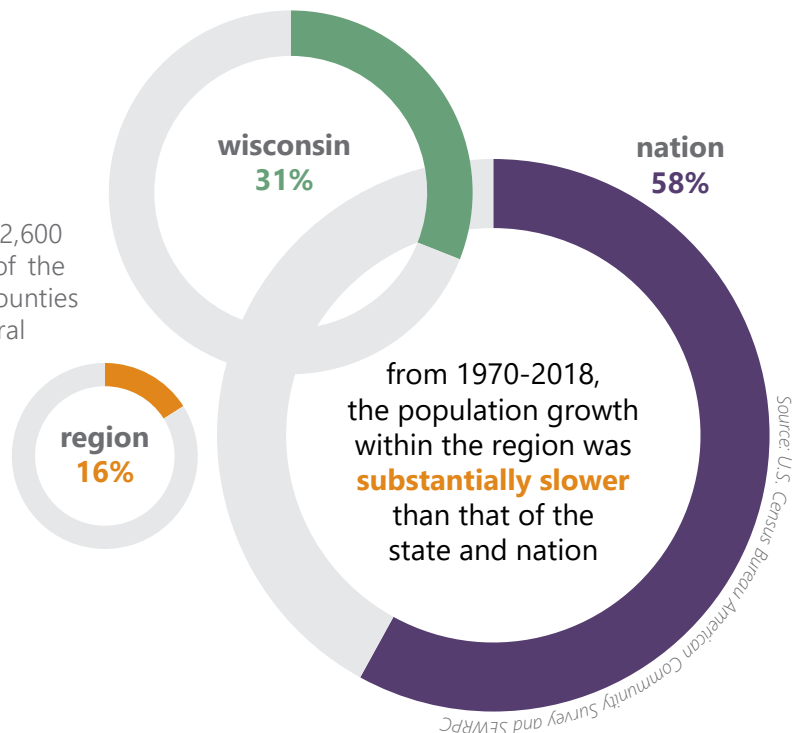 wisconsin
31%
nation
58%
2,600
of the
ounties
ral
region
16%
from 1970-2018,
the population growth
within the region was
substantially slower
than that of the
state and nation
Source: U.S. Census Bureau American Community Survey and SEWRPC